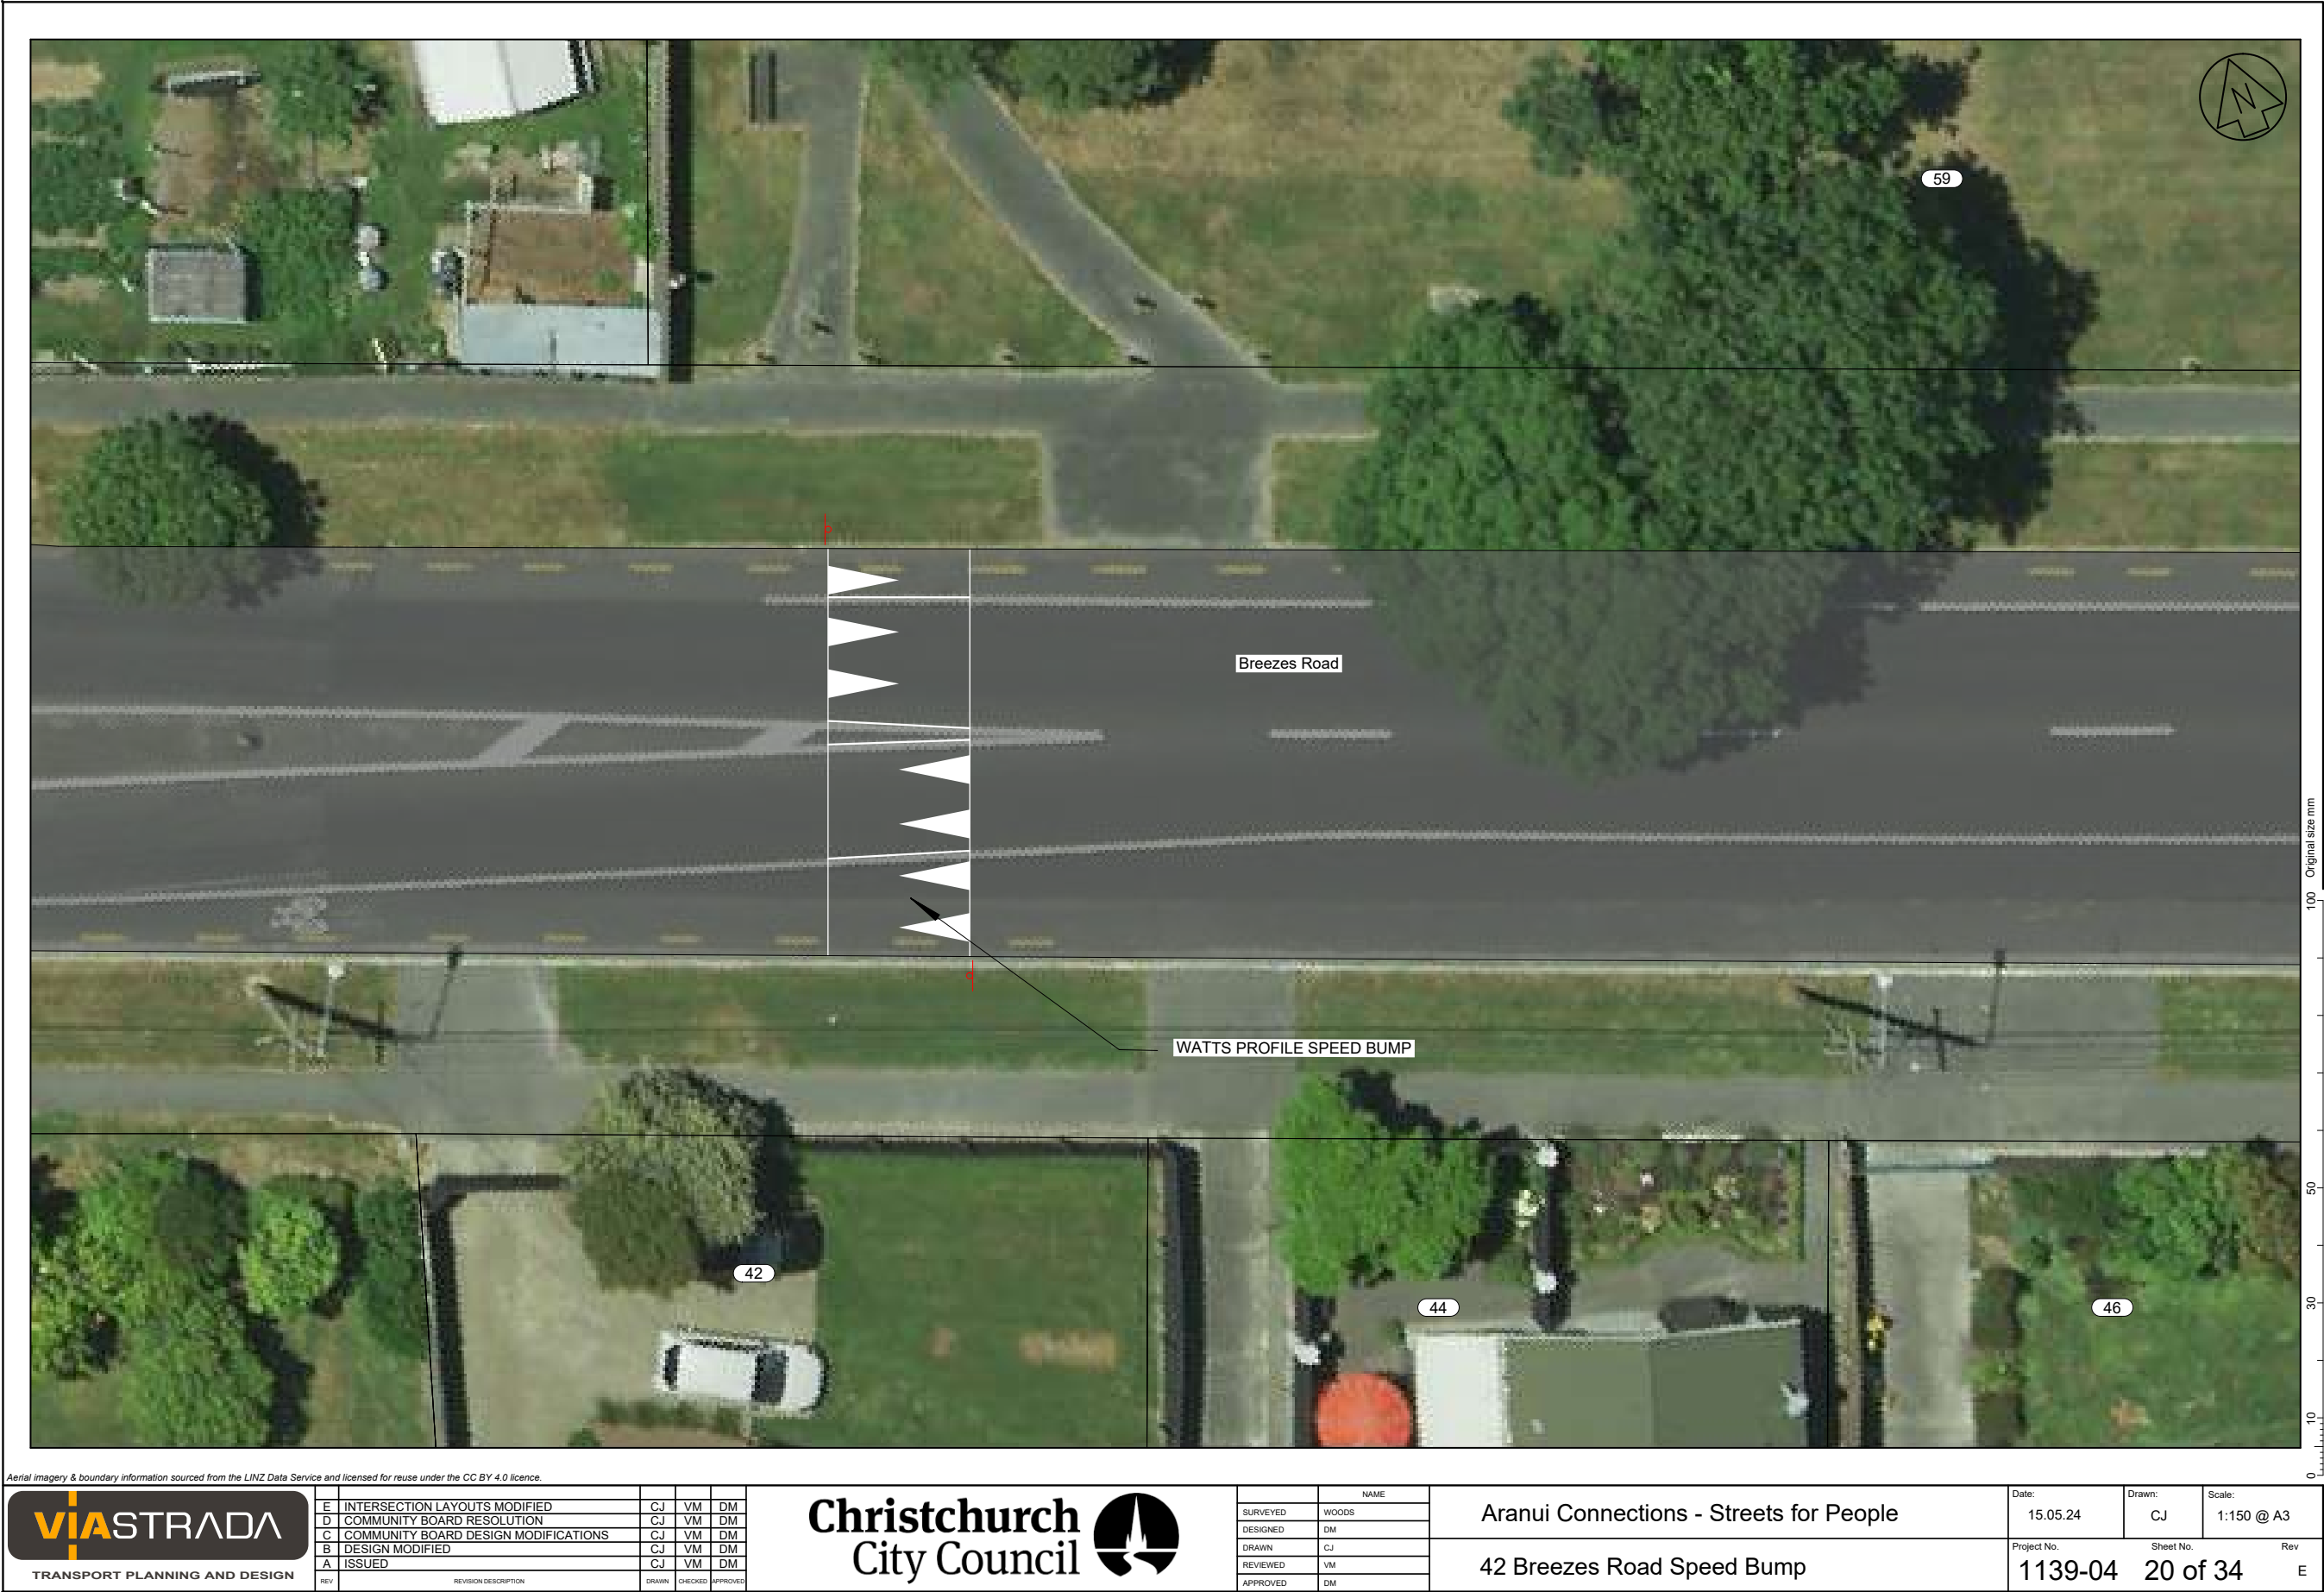 N
59
Breezes Road
WATTS PROFILE SPEED BUMP
42
44
46
Original size mm
100
50
30
10
0
Aerial imagery & boundary information sourced from the LINZ Data Service and licensed for reuse under the CC BY 4.0 licence.
VIASTRADA
TRANSPORT PLANNING AND DESIGN
E INTERSECTION LAYOUTS MODIFIED CJ VM DM
D COMMUNITY BOARD RESOLUTION CJ VM DM
C COMMUNITY BOARD DESIGN MODIFICATIONS CJ VM DM
B DESIGN MODIFIED CJ VM DM
A ISSUED CJ VM DM
REV REVISION DESCRIPTION DRAWN CHECKED APPROVED
Christchurch
City Council
NAME
SURVEYED WOODS
DESIGNED DM
DRAWN CJ
REVIEWED VM
APPROVED DM
Aranui Connections - Streets for People
42 Breezes Road Speed Bump
Date: Drawn: Scale:
15.05.24 CJ 1:150 @ A3
Project No. Sheet No. Rev
1139-04 20 of 34 E